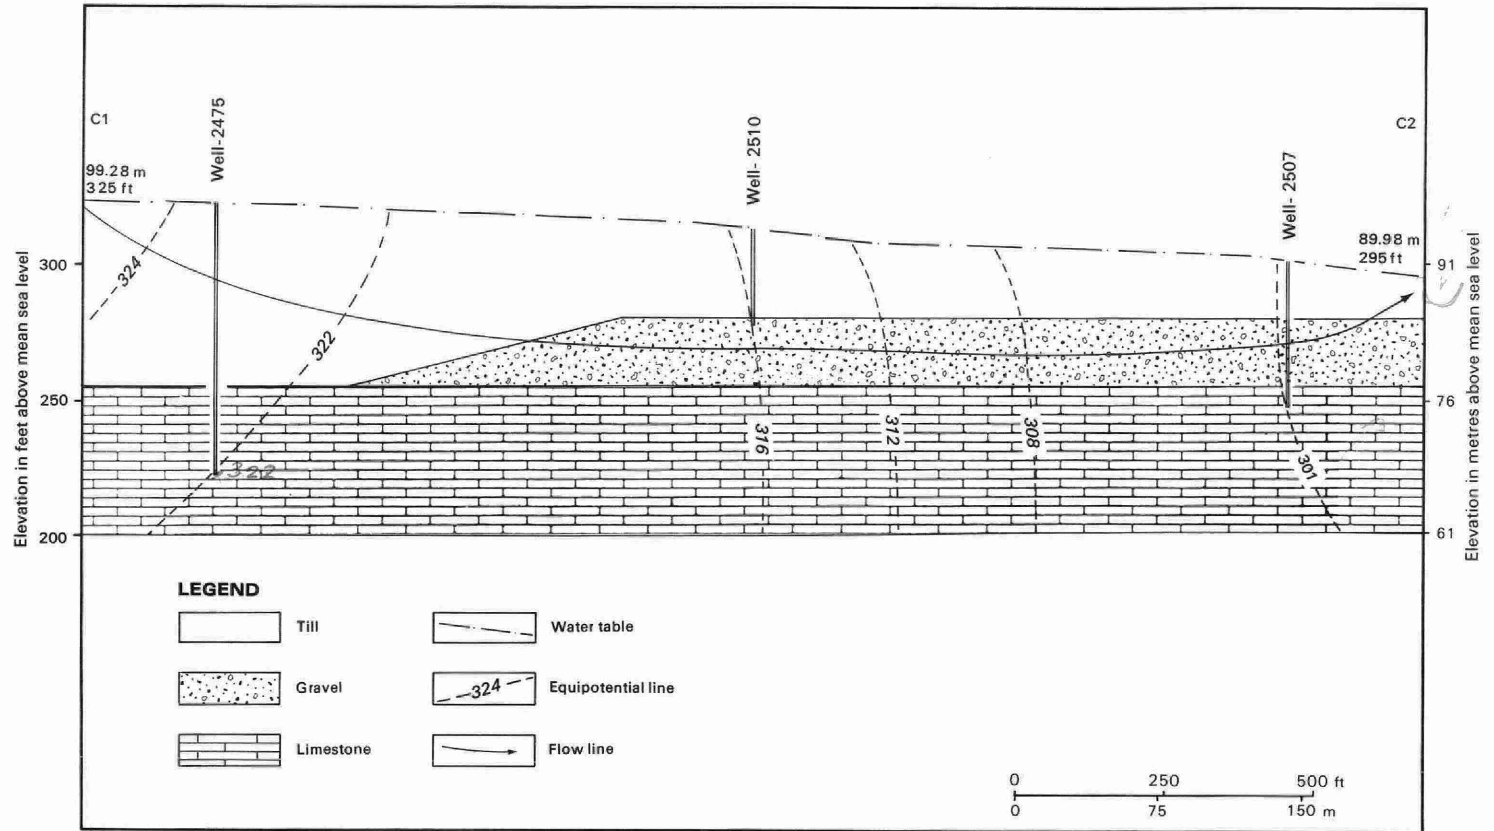 C1
Well-2475
Well- 2510
C2
99.28 m
325 ft
Well- 2507
89.98 m
295 ft
Elevation in feet above mean sea level
300
250
200
91
76
61
Elevation in metres above mean sea level
324
322
316
312
308
301
322
LEGEND
Till
Water table
Gravel
324
Equipotential line
Limestone
Flow line
0 250 500 ft
0 75 150 m